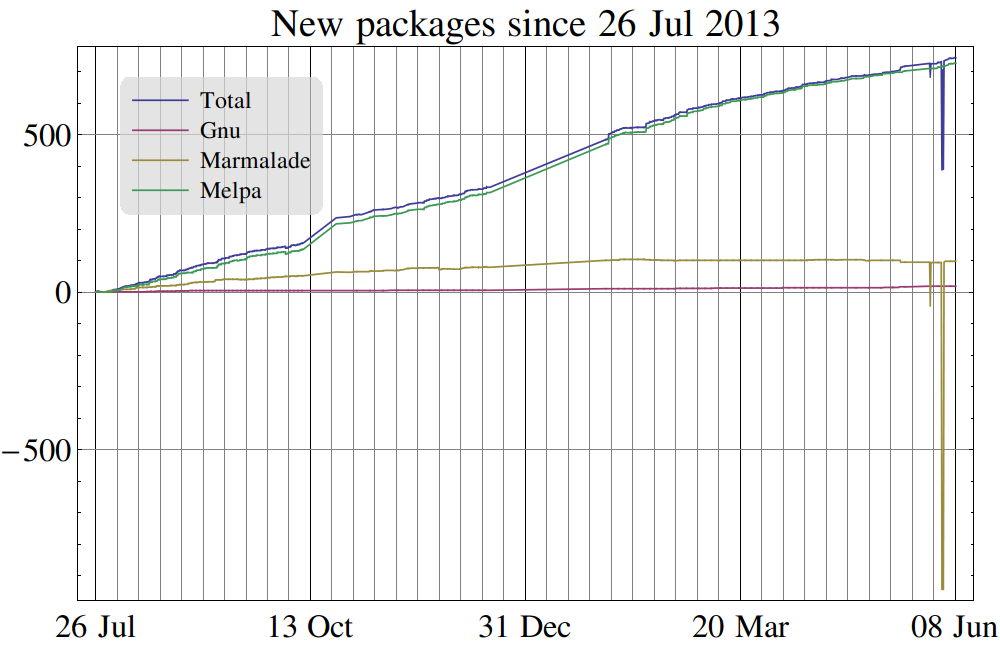 New packages since 26 Jul 2013
Total
Gnu
Marmalade
Melpa
500
0
−500
26 Jul 13 Oct 31 Dec 20 Mar 08 Jun